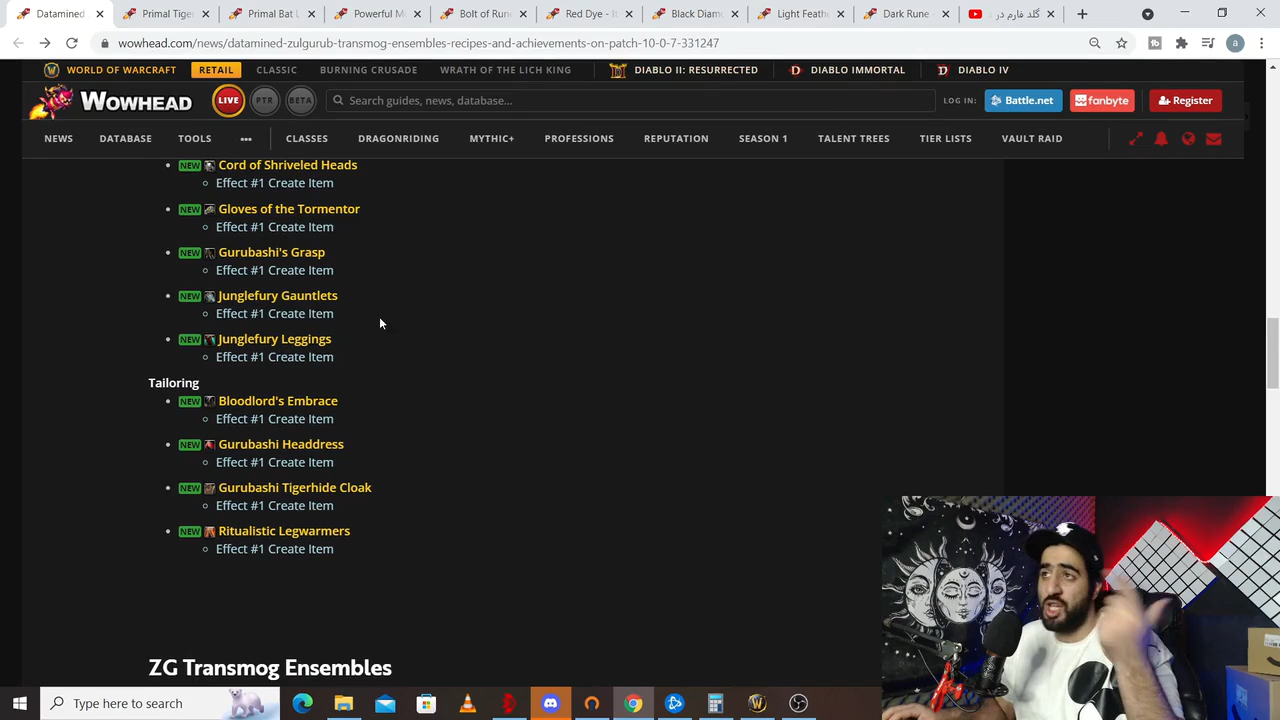 Datamined
Primal Tige
Primal Bat L
Powerful M
Bolt of Rune
Red Dye - It
Black Diam
Light Feathe
Dark Rune -
گلد فارم در د
wowhead.com/news/datamined-zulgurub-transmog-ensembles-recipes-and-achievements-on-patch-10-0-7-331247
a
WORLD OF WARCRAFT
RETAIL
CLASSIC
BURNING CRUSADE
WRATH OF THE LICH KING
DIABLO II: RESURRECTED
DIABLO IMMORTAL
DIABLO IV
WOWHEAD
LIVE
PTR
BETA
Search guides, news, database...
LOG IN:
Battle.net
fanbyte
Register
NEWS
DATABASE
TOOLS
...
CLASSES
DRAGONRIDING
MYTHIC+
PROFESSIONS
REPUTATION
SEASON 1
TALENT TREES
TIER LISTS
VAULT RAID
NEW Cord of Shriveled Heads
Effect #1 Create Item
NEW Gloves of the Tormentor
Effect #1 Create Item
NEW Gurubashi's Grasp
Effect #1 Create Item
NEW Junglefury Gauntlets
Effect #1 Create Item
NEW Junglefury Leggings
Effect #1 Create Item
Tailoring
NEW Bloodlord's Embrace
Effect #1 Create Item
NEW Gurubashi Headdress
Effect #1 Create Item
NEW Gurubashi Tigerhide Cloak
Effect #1 Create Item
NEW Ritualistic Legwarmers
Effect #1 Create Item
ZG Transmog Ensembles
Type here to search